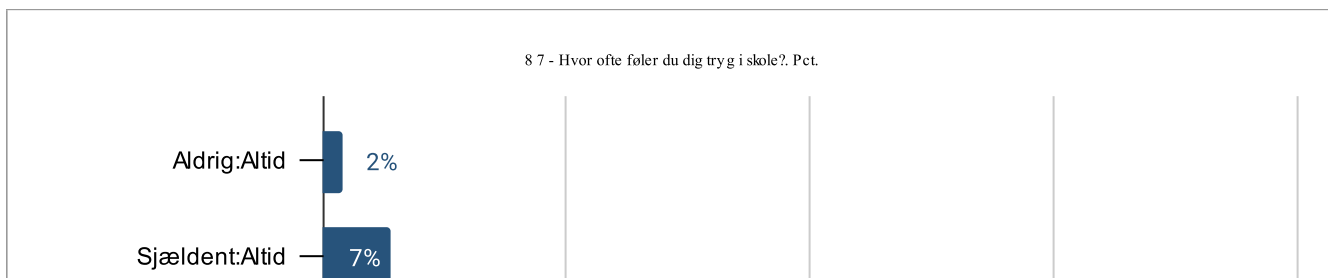 8 7 - Hvor ofte føler du dig tryg i skole?. Pct.
Aldrig:Altid 2%
Sjældent:Altid 7%